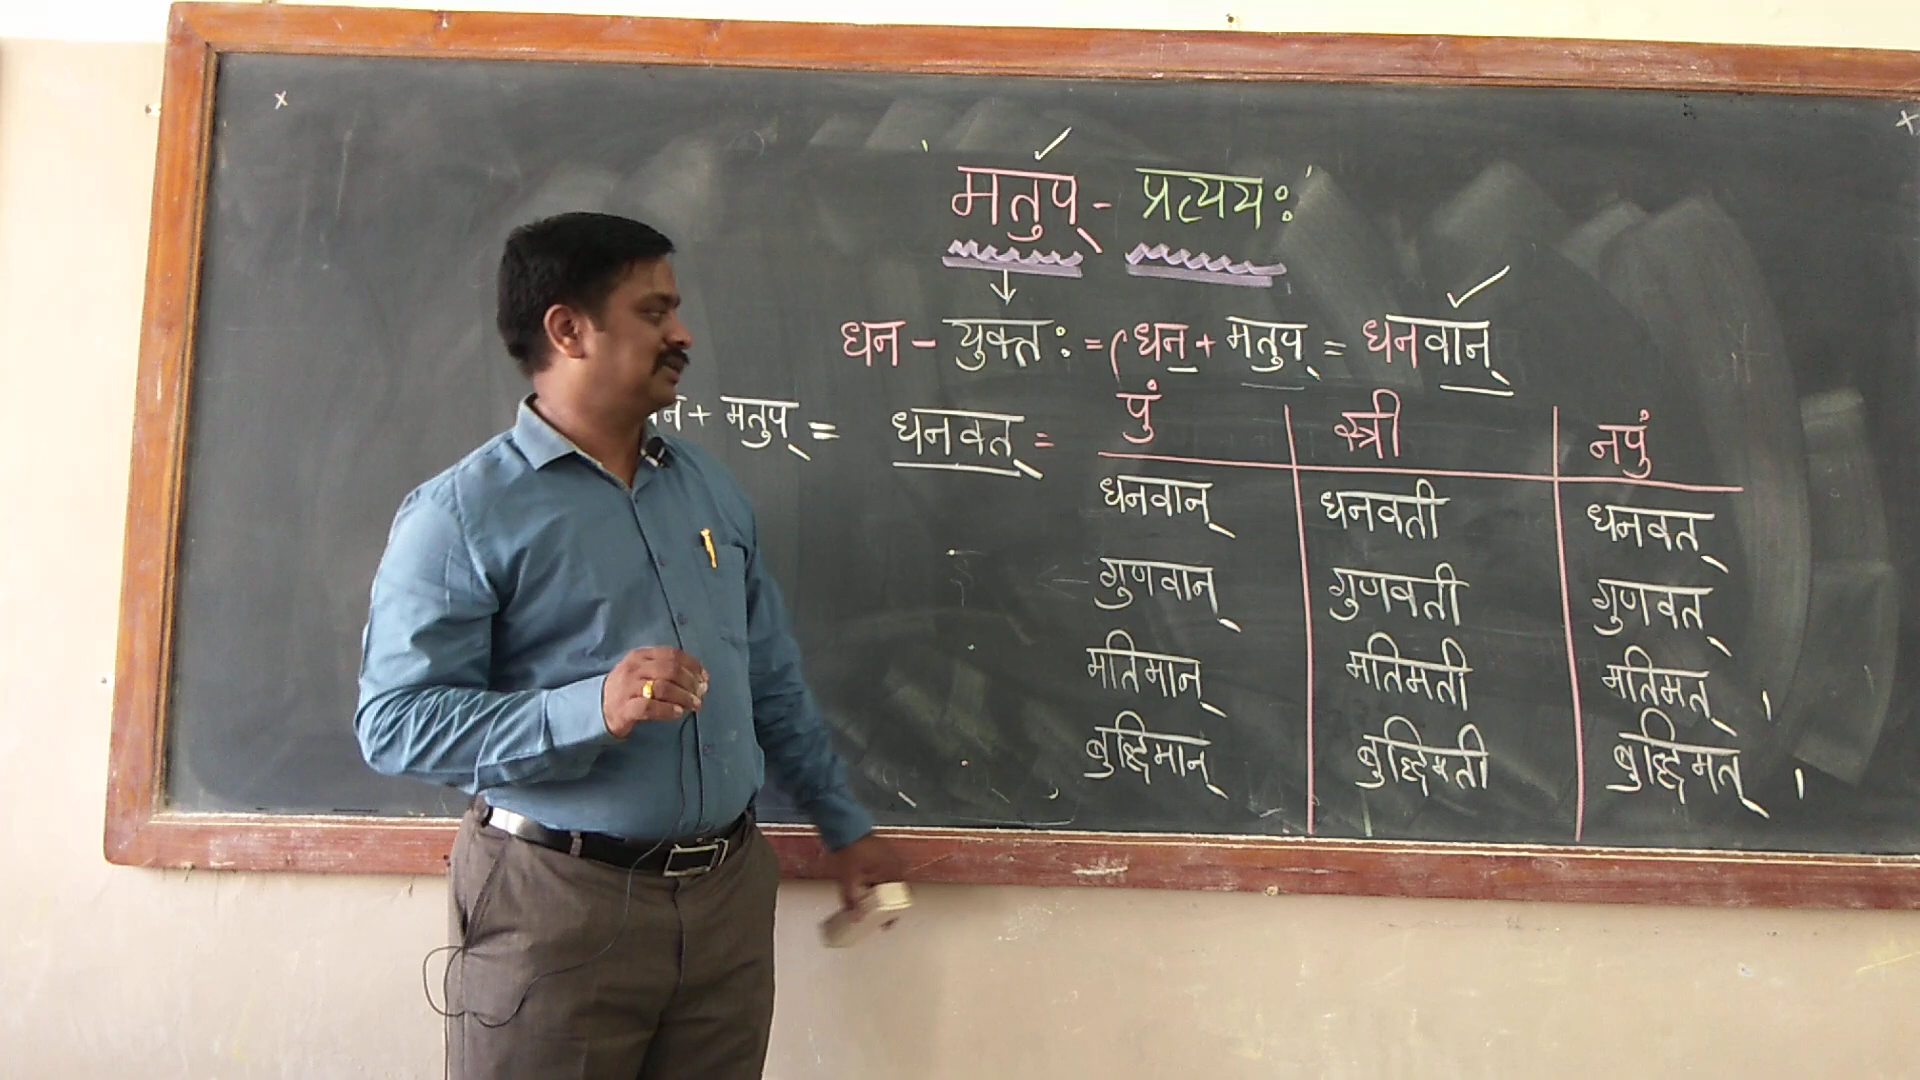 मतुप् - प्रत्ययः
धन - युक्तः = (धन + मतुप् = धनवान्
+ मतुप् = धनवत् = पुं स्त्री नपुं
धनवान् धनवती धनवत्
गुणवान् गुणवती गुणवत्
मतिमान् मतिमती मतिमत् ।
बुद्धिमान् बुद्धिमती बुद्धिमत् ।